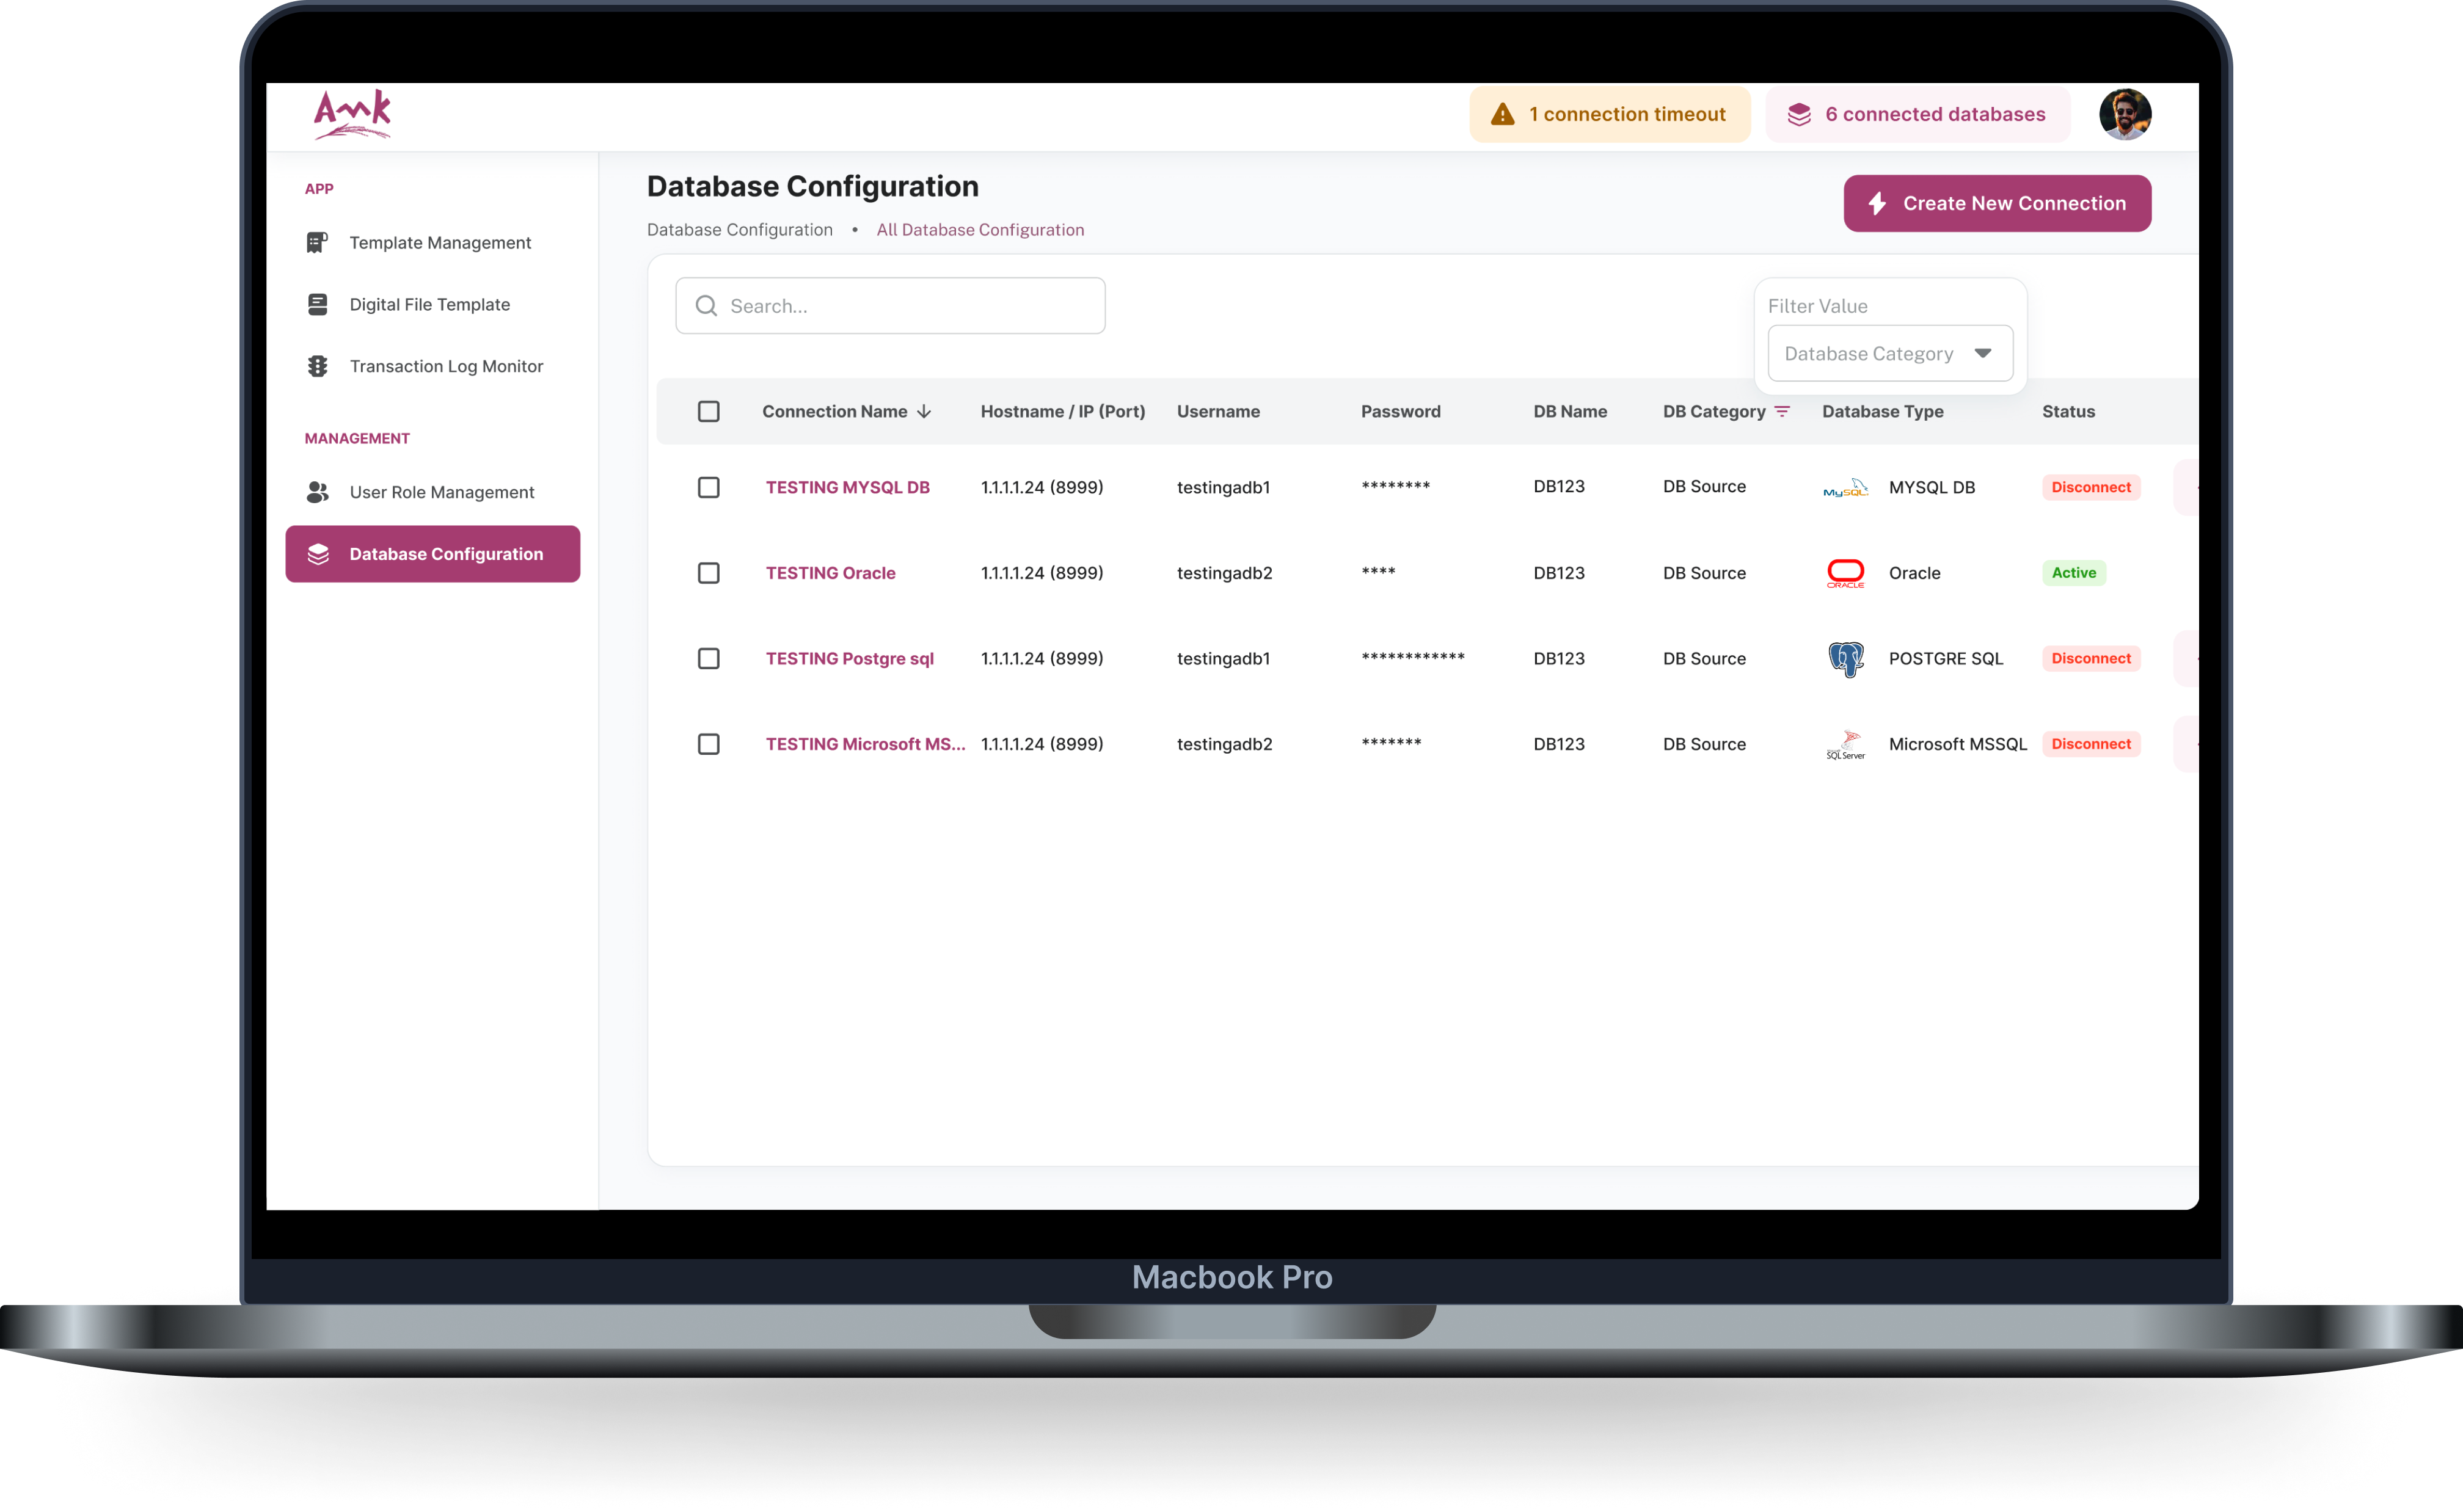 Amk
1 connection timeout
6 connected databases
APP
Template Management
Digital File Template
Transaction Log Monitor
MANAGEMENT
User Role Management
Database Configuration
Database Configuration
Database Configuration • All Database Configuration
Create New Connection
Search...
Filter Value
Database Category
Connection Name Hostname / IP (Port) Username Password DB Name DB Category Database Type Status
TESTING MYSQL DB 1.1.1.1.24 (8999) testingadb1 ******** DB123 DB Source MySQL MYSQL DB Disconnect
TESTING Oracle 1.1.1.1.24 (8999) testingadb2 **** DB123 DB Source ORACLE Oracle Active
TESTING Postgre sql 1.1.1.1.24 (8999) testingadb1 ************ DB123 DB Source POSTGRE SQL Disconnect
TESTING Microsoft MS... 1.1.1.1.24 (8999) testingadb2 ******* DB123 DB Source SQL Server Microsoft MSSQL Disconnect
Macbook Pro